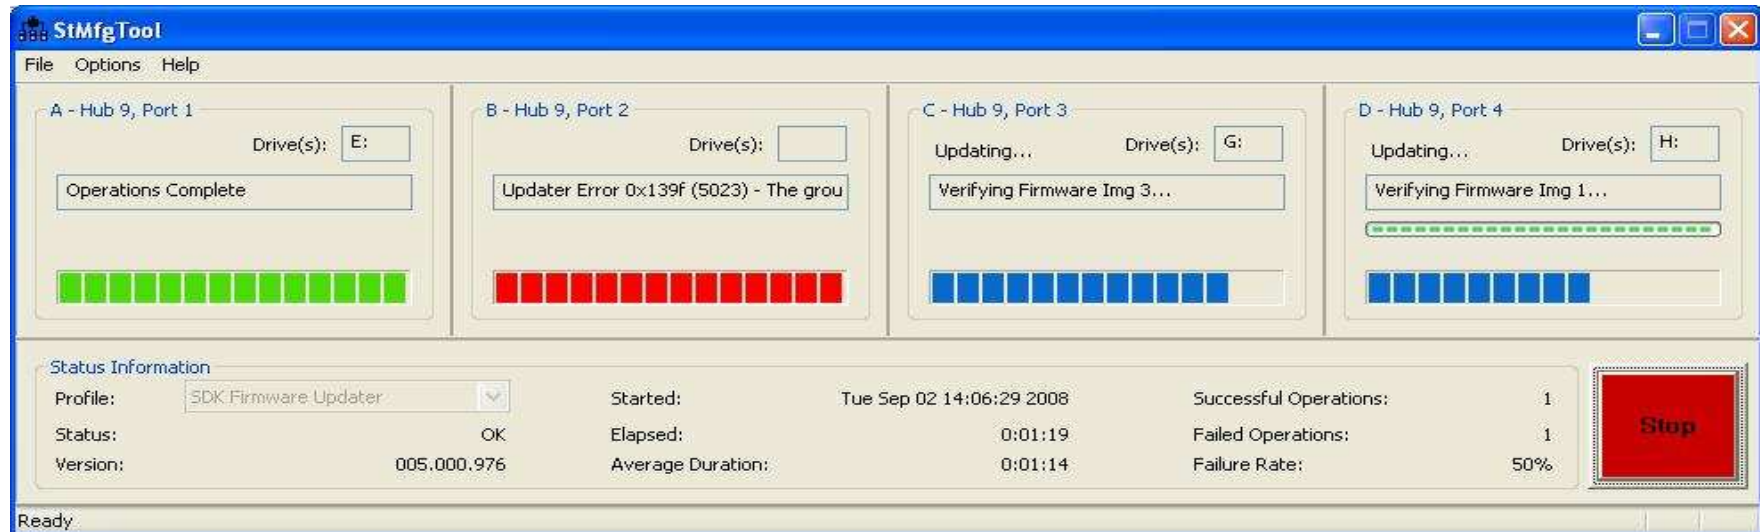 StMfgTool
File Options Help
A - Hub 9, Port 1
Drive(s): E:
Operations Complete
B - Hub 9, Port 2
Drive(s):
Updater Error 0x139f (5023) - The grou
C - Hub 9, Port 3
Updating... Drive(s): G:
Verifying Firmware Img 3...
D - Hub 9, Port 4
Updating... Drive(s): H:
Verifying Firmware Img 1...
Status Information
Profile: SDK Firmware Updater Started: Tue Sep 02 14:06:29 2008 Successful Operations: 1
Status: OK Elapsed: 0:01:19 Failed Operations: 1
Version: 005.000.976 Average Duration: 0:01:14 Failure Rate: 50%
Stop
Ready